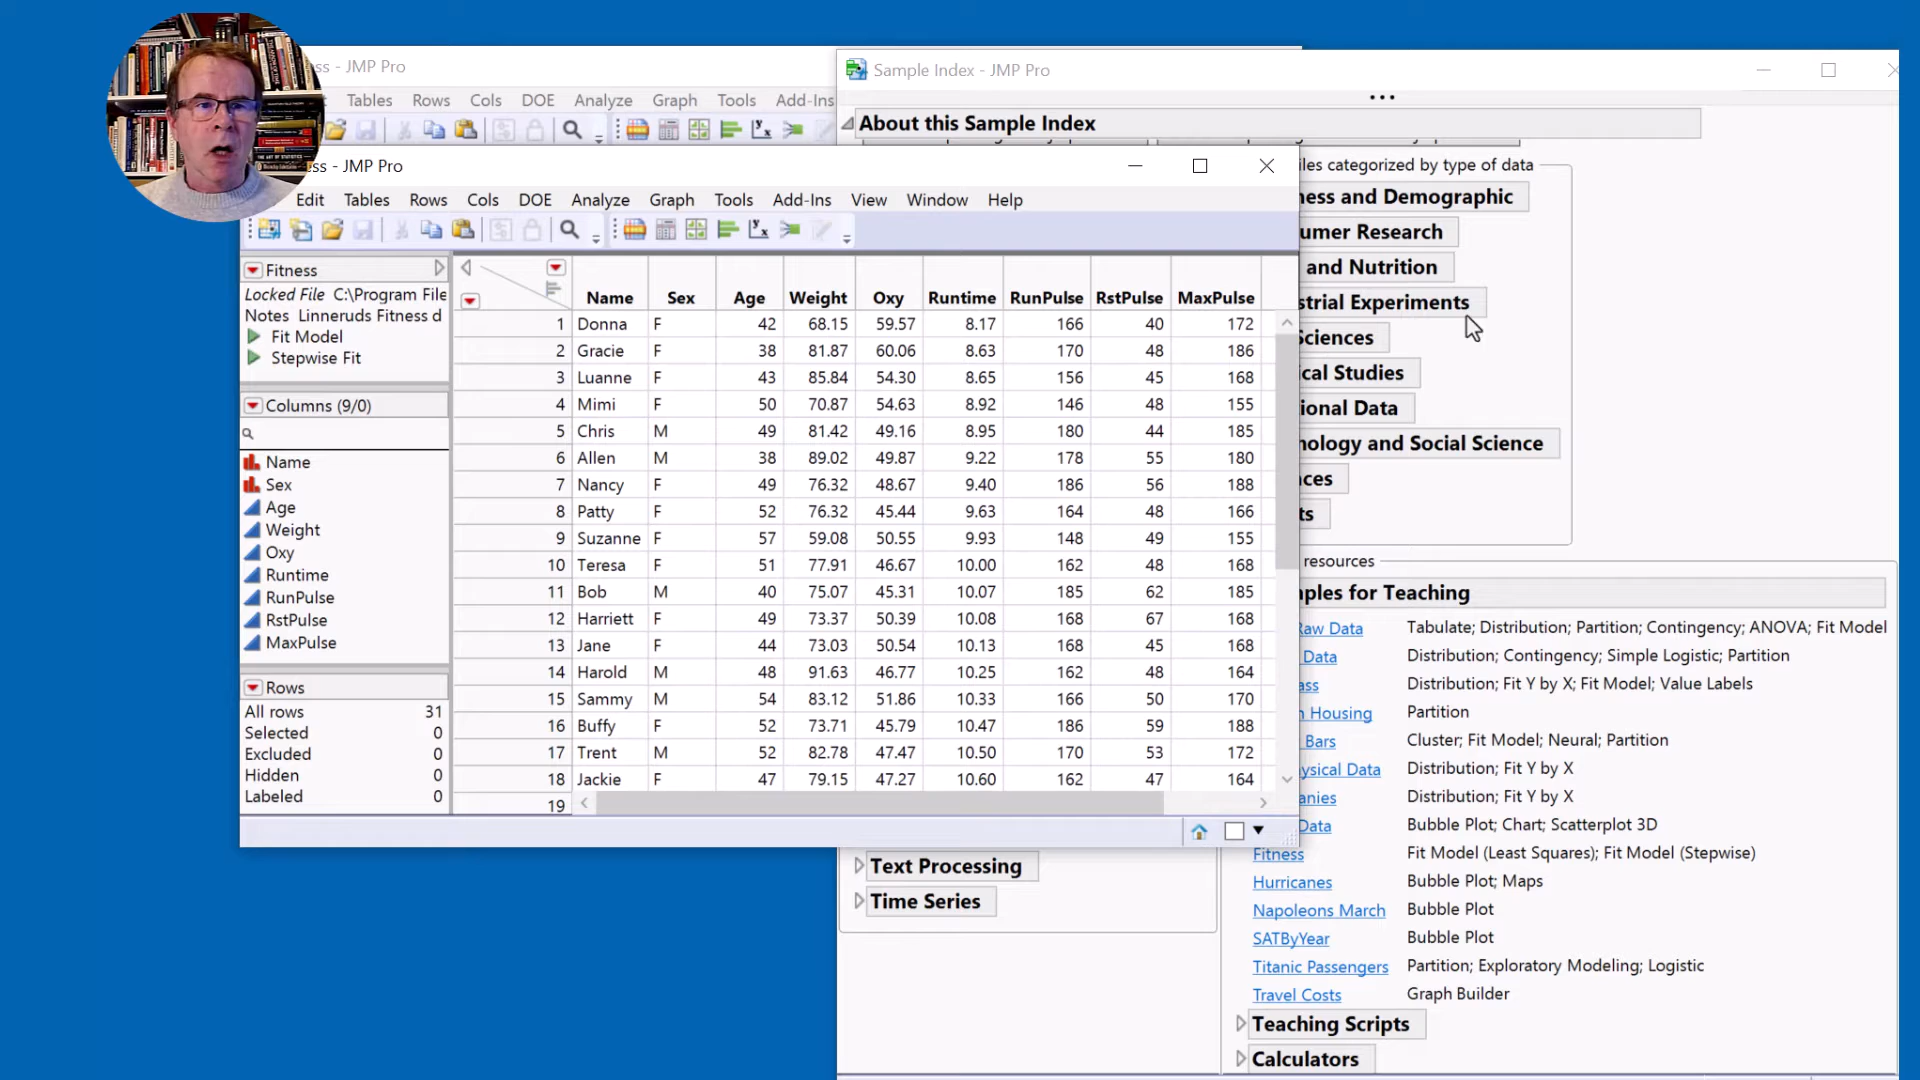 ss - JMP Pro
Tables Rows Cols DOE Analyze Graph Tools Add-Ins
Sample Index - JMP Pro
About this Sample Index
iles categorized by type of data
ness and Demographic
umer Research
and Nutrition
strial Experiments
Sciences
ical Studies
ional Data
hology and Social Science
ces
ts
resources
ples for Teaching
Raw Data Tabulate; Distribution; Partition; Contingency; ANOVA; Fit Model
Data Distribution; Contingency; Simple Logistic; Partition
ass Distribution; Fit Y by X; Fit Model; Value Labels
n Housing Partition
Bars Cluster; Fit Model; Neural; Partition
ysical Data Distribution; Fit Y by X
anies Distribution; Fit Y by X
Data Bubble Plot; Chart; Scatterplot 3D
Fitness Fit Model (Least Squares); Fit Model (Stepwise)
Hurricanes Bubble Plot; Maps
Napoleons March Bubble Plot
SATByYear Bubble Plot
Titanic Passengers Partition; Exploratory Modeling; Logistic
Travel Costs Graph Builder
Teaching Scripts
Calculators
Text Processing
Time Series
ess - JMP Pro
Edit Tables Rows Cols DOE Analyze Graph Tools Add-Ins View Window Help
Fitness
Locked File C:\Program File
Notes Linneruds Fitness d
Fit Model
Stepwise Fit
Columns (9/0)
Name
Sex
Age
Weight
Oxy
Runtime
RunPulse
RstPulse
MaxPulse
Rows
All rows 31
Selected 0
Excluded 0
Hidden 0
Labeled 0
Name Sex Age Weight Oxy Runtime RunPulse RstPulse MaxPulse
1 Donna F 42 68.15 59.57 8.17 166 40 172
2 Gracie F 38 81.87 60.06 8.63 170 48 186
3 Luanne F 43 85.84 54.30 8.65 156 45 168
4 Mimi F 50 70.87 54.63 8.92 146 48 155
5 Chris M 49 81.42 49.16 8.95 180 44 185
6 Allen M 38 89.02 49.87 9.22 178 55 180
7 Nancy F 49 76.32 48.67 9.40 186 56 188
8 Patty F 52 76.32 45.44 9.63 164 48 166
9 Suzanne F 57 59.08 50.55 9.93 148 49 155
10 Teresa F 51 77.91 46.67 10.00 162 48 168
11 Bob M 40 75.07 45.31 10.07 185 62 185
12 Harriett F 49 73.37 50.39 10.08 168 67 168
13 Jane F 44 73.03 50.54 10.13 168 45 168
14 Harold M 48 91.63 46.77 10.25 162 48 164
15 Sammy M 54 83.12 51.86 10.33 166 50 170
16 Buffy F 52 73.71 45.79 10.47 186 59 188
17 Trent M 52 82.78 47.47 10.50 170 53 172
18 Jackie F 47 79.15 47.27 10.60 162 47 164
19